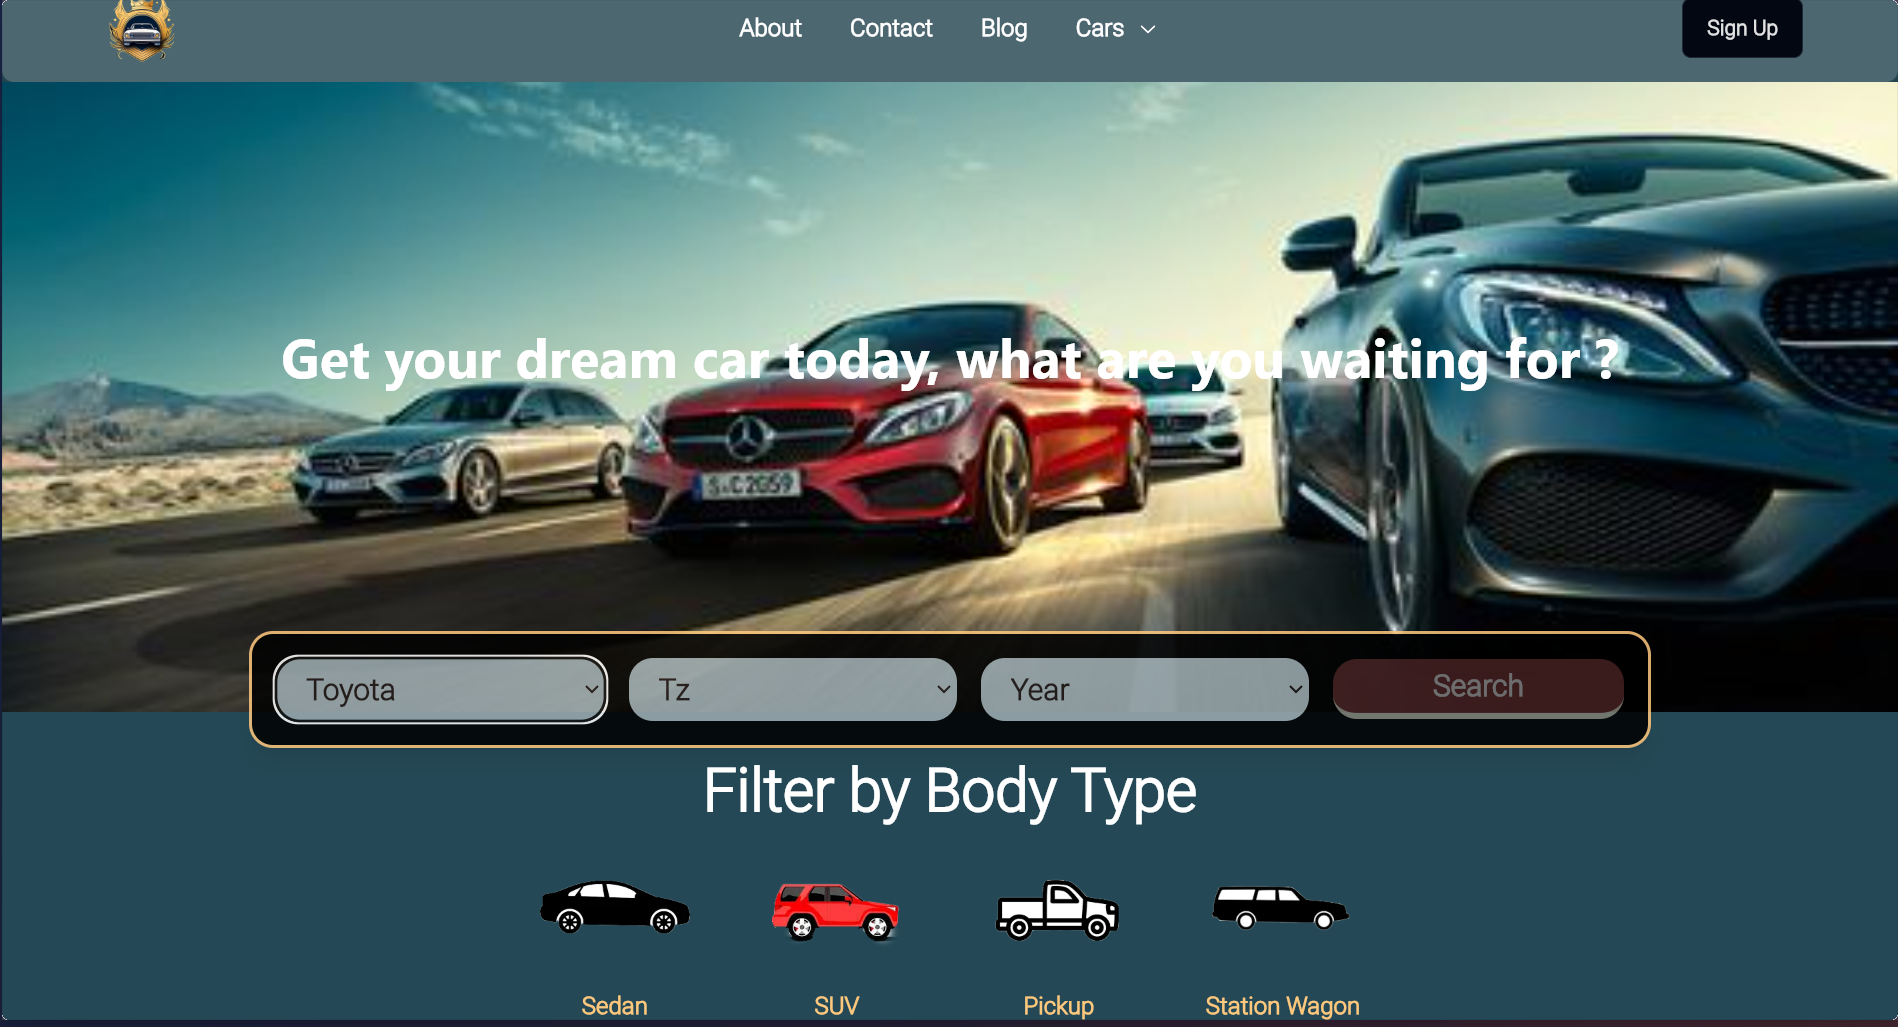 About Contact Blog Cars
Sign Up
Get your dream car today, what are you waiting for ?
S·C 2059
Toyota
Tz
Year
Search
Filter by Body Type
Sedan
SUV
Pickup
Station Wagon